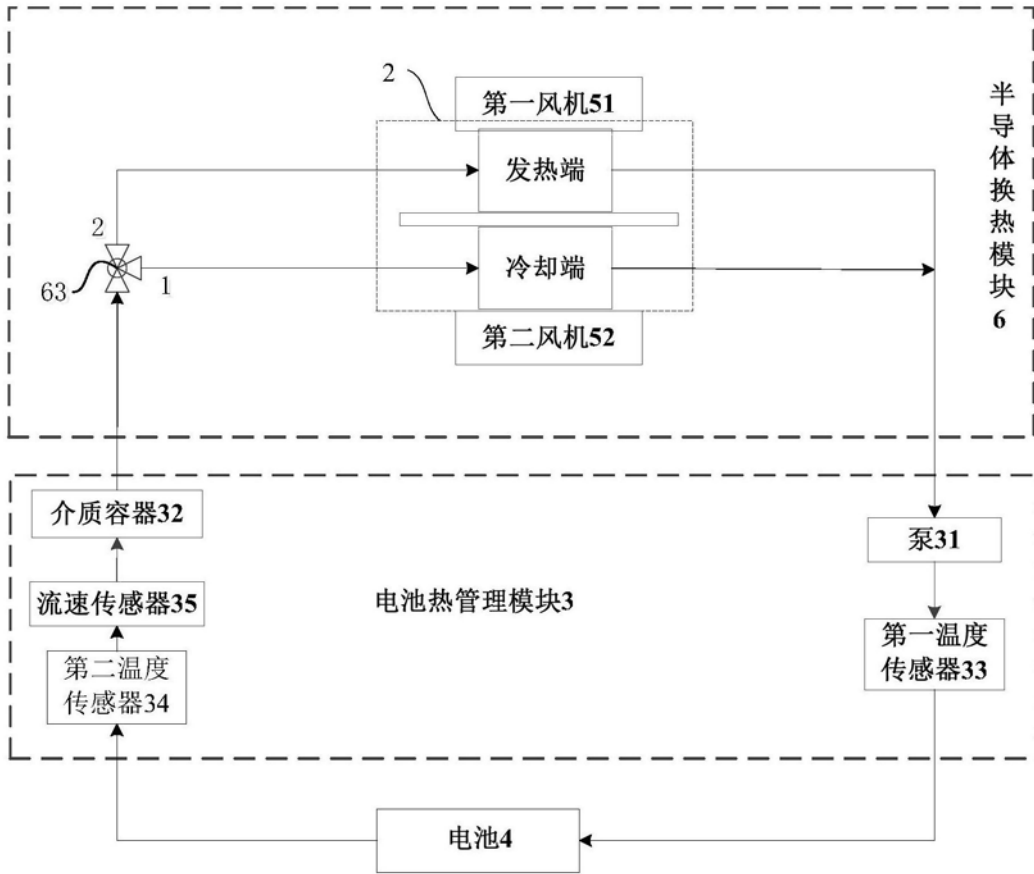 2
第一风机51
发热端
半导体换热模块6
2
63
1
冷却端
第二风机52
介质容器32
泵31
流速传感器35
电池热管理模块3
第一温度
传感器33
第二温度
传感器34
电池4